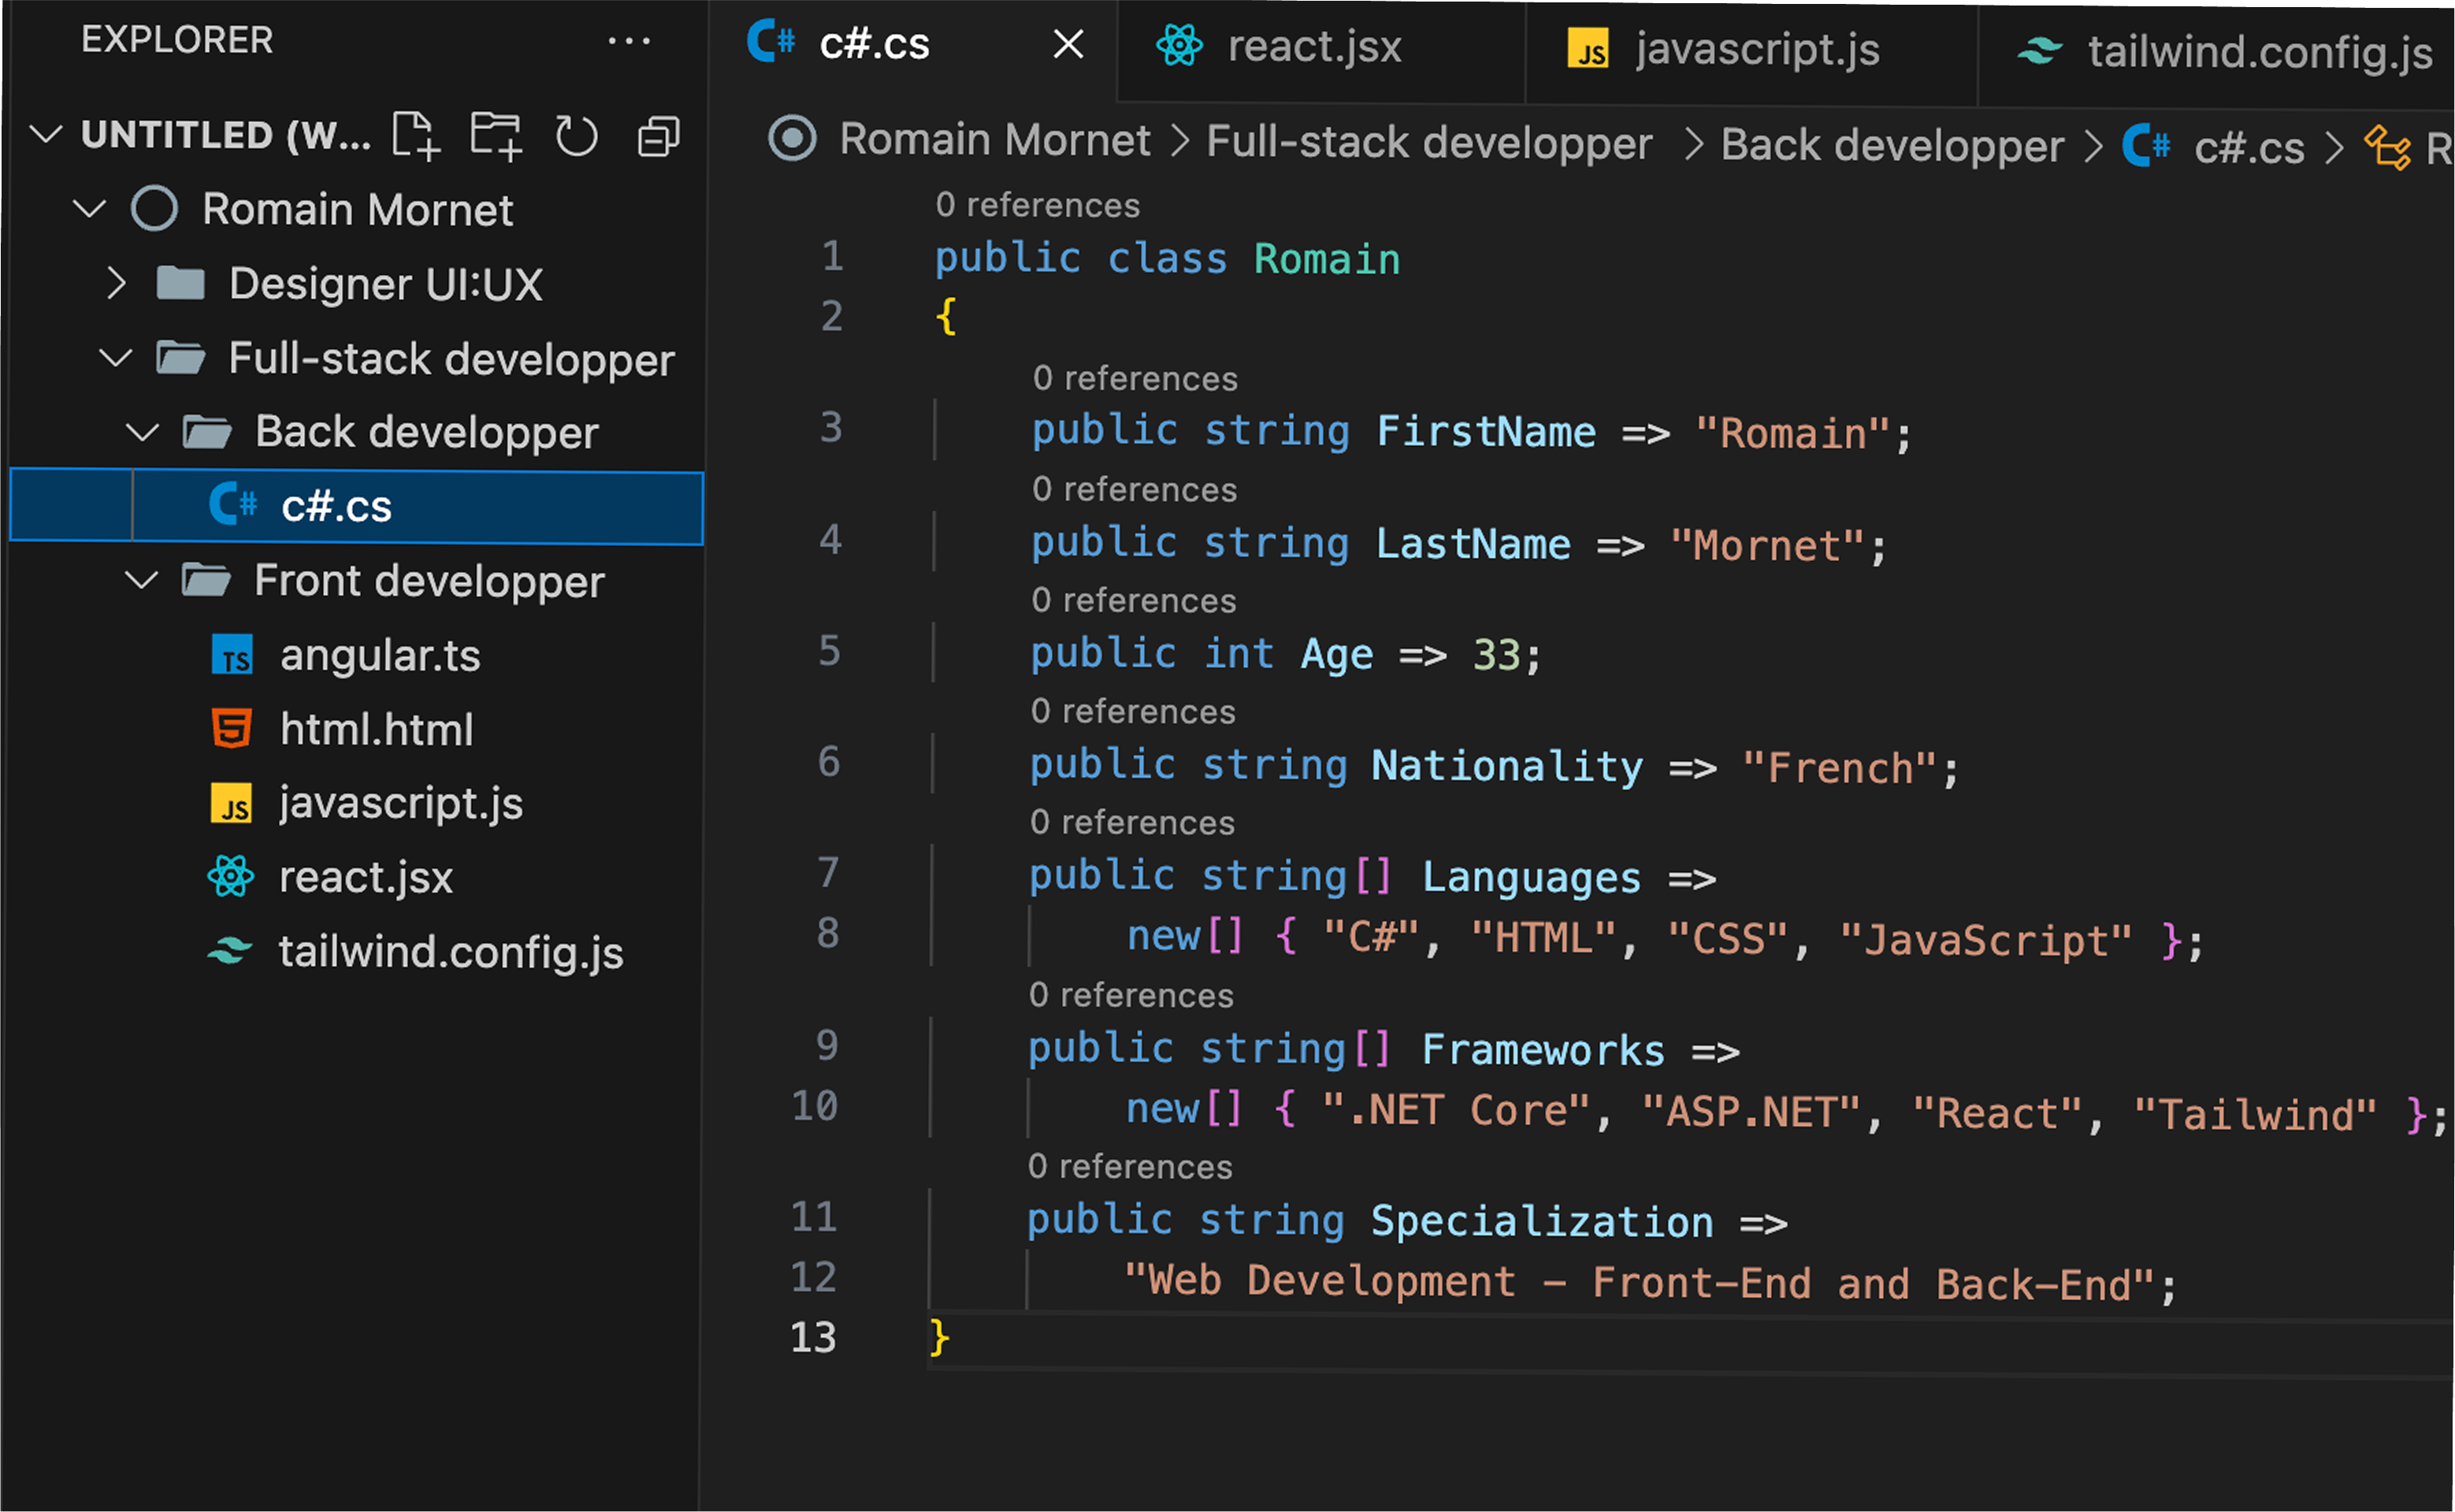 EXPLORER
UNTITLED (W...
Romain Mornet
Designer UI:UX
Full-stack developper
Back developper
c#.cs
Front developper
angular.ts
html.html
javascript.js
react.jsx
tailwind.config.js
c#.cs react.jsx javascript.js tailwind.config.js
Romain Mornet > Full-stack developper > Back developper > c#.cs > R
0 references
1 public class Romain
2 {
0 references
3 public string FirstName => "Romain";
0 references
4 public string LastName => "Mornet";
0 references
5 public int Age => 33;
0 references
6 public string Nationality => "French";
0 references
7 public string[] Languages =>
8 new[] { "C#", "HTML", "CSS", "JavaScript" };
0 references
9 public string[] Frameworks =>
10 new[] { ".NET Core", "ASP.NET", "React", "Tailwind" };
0 references
11 public string Specialization =>
12 "Web Development - Front-End and Back-End";
13 }